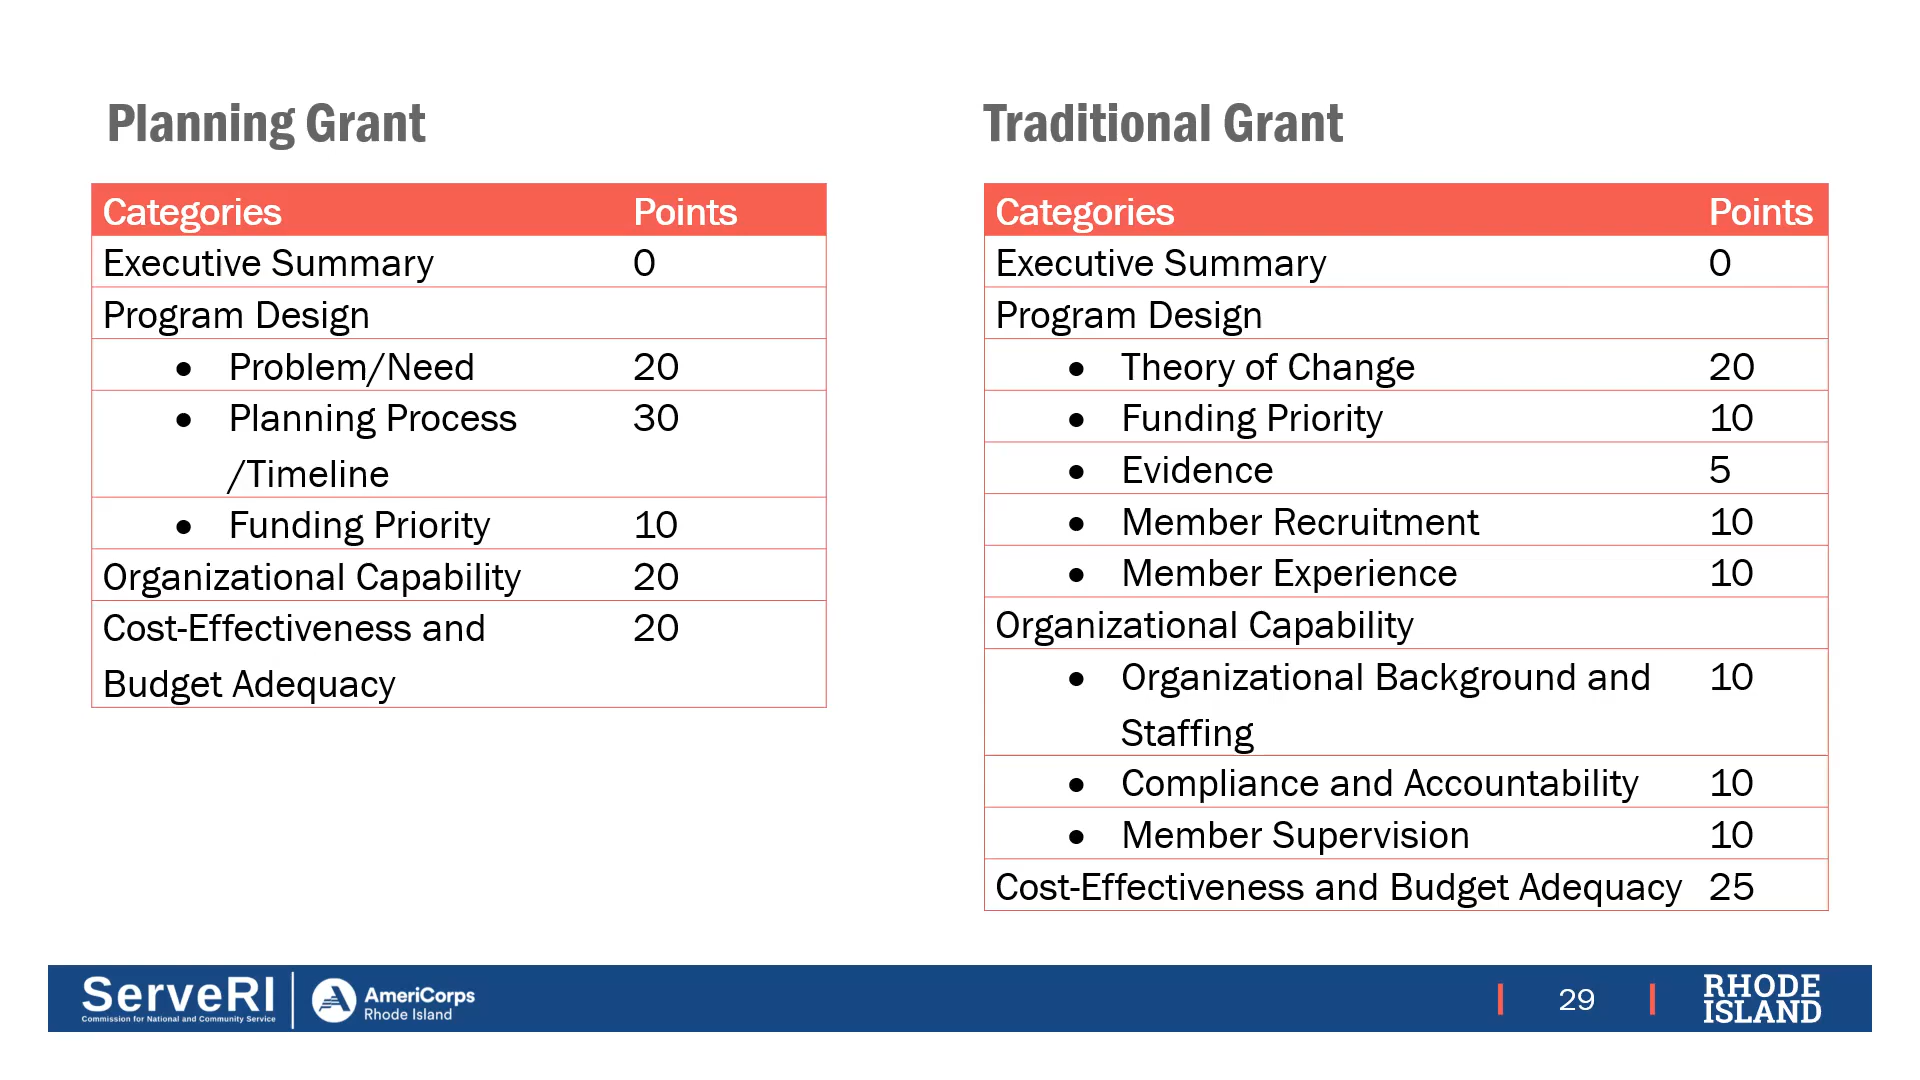 Planning Grant
Categories Points
Executive Summary 0
Program Design
• Problem/Need 20
• Planning Process 30
/Timeline
• Funding Priority 10
Organizational Capability 20
Cost-Effectiveness and 20
Budget Adequacy
Traditional Grant
Categories Points
Executive Summary 0
Program Design
• Theory of Change 20
• Funding Priority 10
• Evidence 5
• Member Recruitment 10
• Member Experience 10
Organizational Capability
• Organizational Background and 10
Staffing
• Compliance and Accountability 10
• Member Supervision 10
Cost-Effectiveness and Budget Adequacy 25
ServeRI
Commission for National and Community Service
AmeriCorps
Rhode Island
29
RHODE
ISLAND